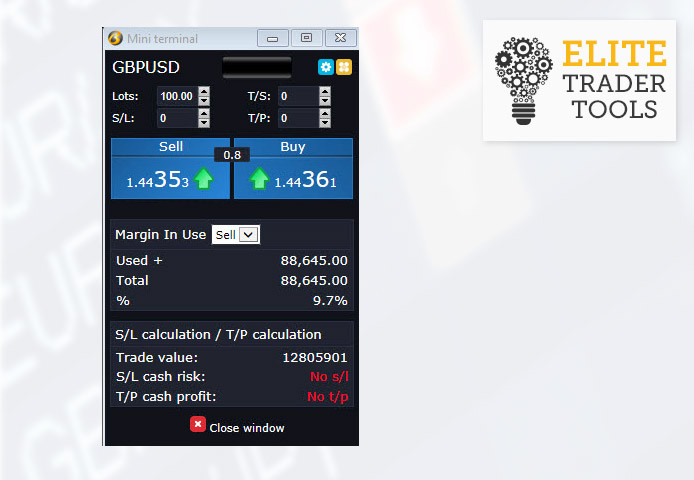 Mini terminal
GBPUSD
Lots: 100.00 T/S: 0
S/L: 0 T/P: 0
Sell 0.8 Buy
1.44353 1.44361
Margin In Use Sell
Used + 88,645.00
Total 88,645.00
% 9.7%
S/L calculation / T/P calculation
Trade value: 12805901
S/L cash risk: No s/l
T/P cash profit: No t/p
Close window
ELITE
TRADER
TOOLS